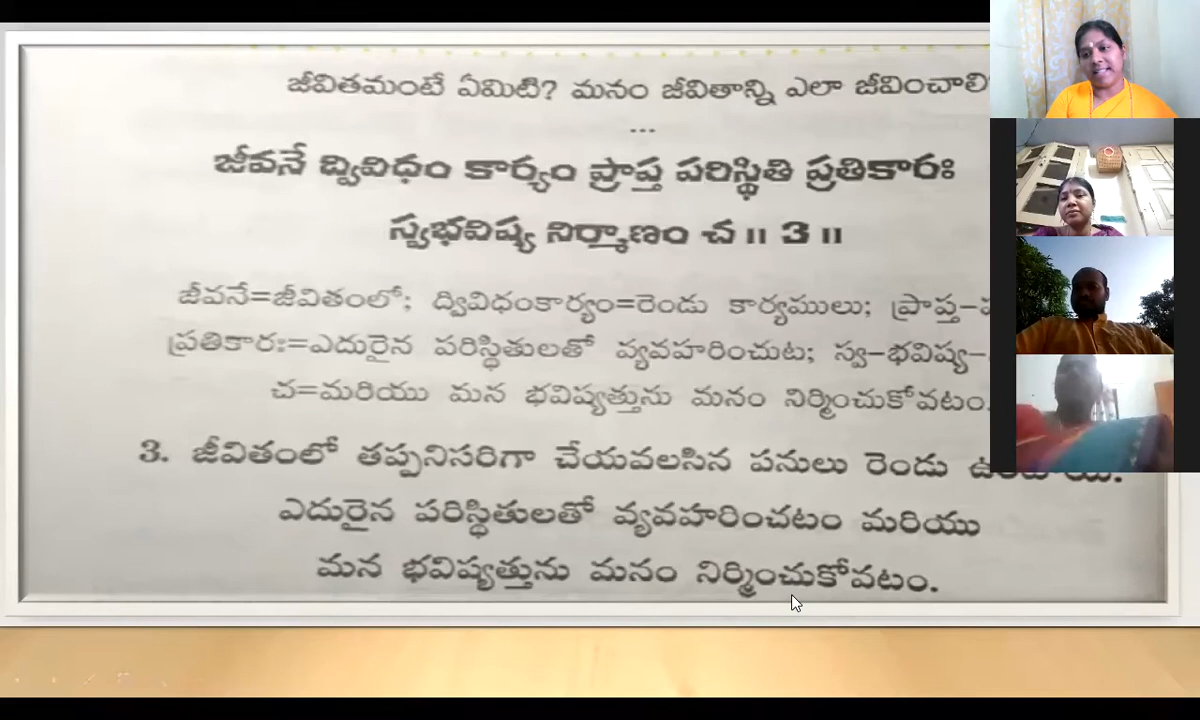 జీవితమంటే ఏమిటి? మనం జీవితాన్ని ఎలా జీవించాలి
...
జీవనే ద్వివిధం కార్యం ప్రాప్త పరిస్థితి ప్రతికారః
స్వభవిష్య నిర్మాణం చ ॥ 3 ॥
జీవనే=జీవితంలో; ద్వివిధంకార్యం=రెండు కార్యములు; ప్రాప్త-
ప్రతికారః=ఎదురైన పరిస్థితులతో వ్యవహరించుట; స్వ-భవిష్య-
చ=మరియు మన భవిష్యత్తును మనం నిర్మించుకోవటం.
3. జీవితంలో తప్పనిసరిగా చేయవలసిన పనులు రెండు
ఎదురైన పరిస్థితులతో వ్యవహరించటం మరియు
మన భవిష్యత్తును మనం నిర్మించుకోవటం.